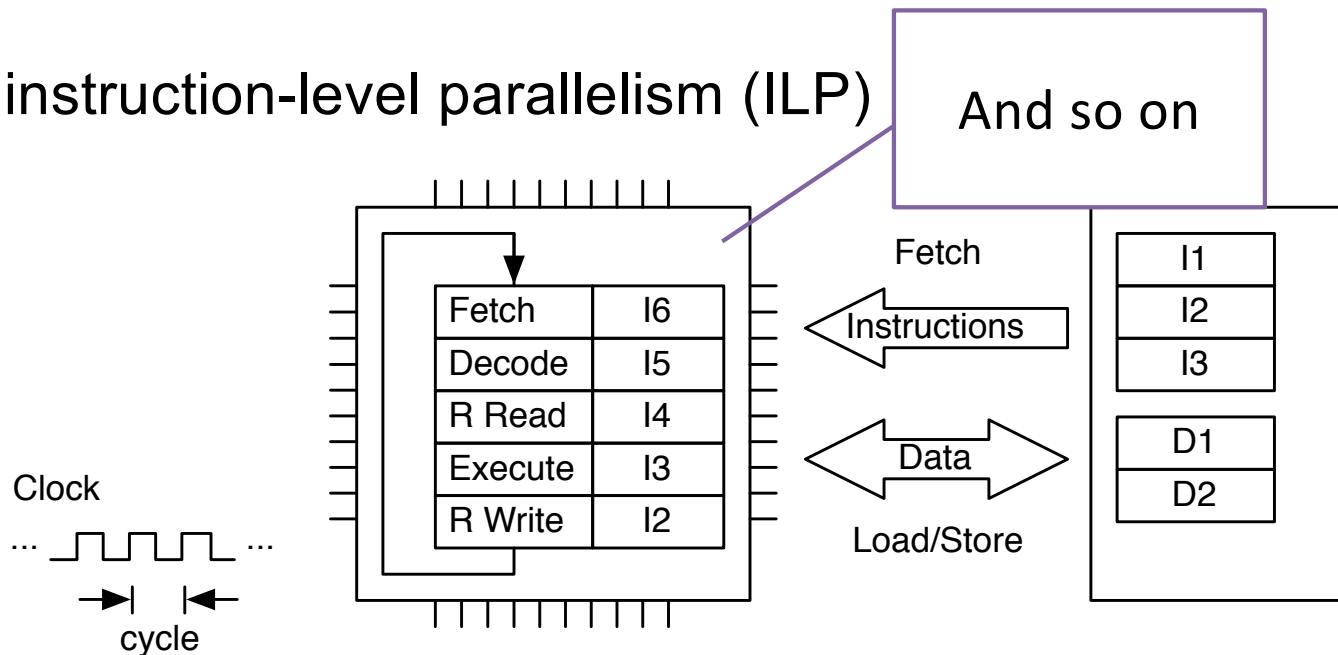 instruction-level parallelism (ILP)
And so on
Fetch I6
Decode I5
R Read I4
Execute I3
R Write I2
Fetch
Instructions
Data
Load/Store
I1
I2
I3
D1
D2
Clock
... ...
cycle